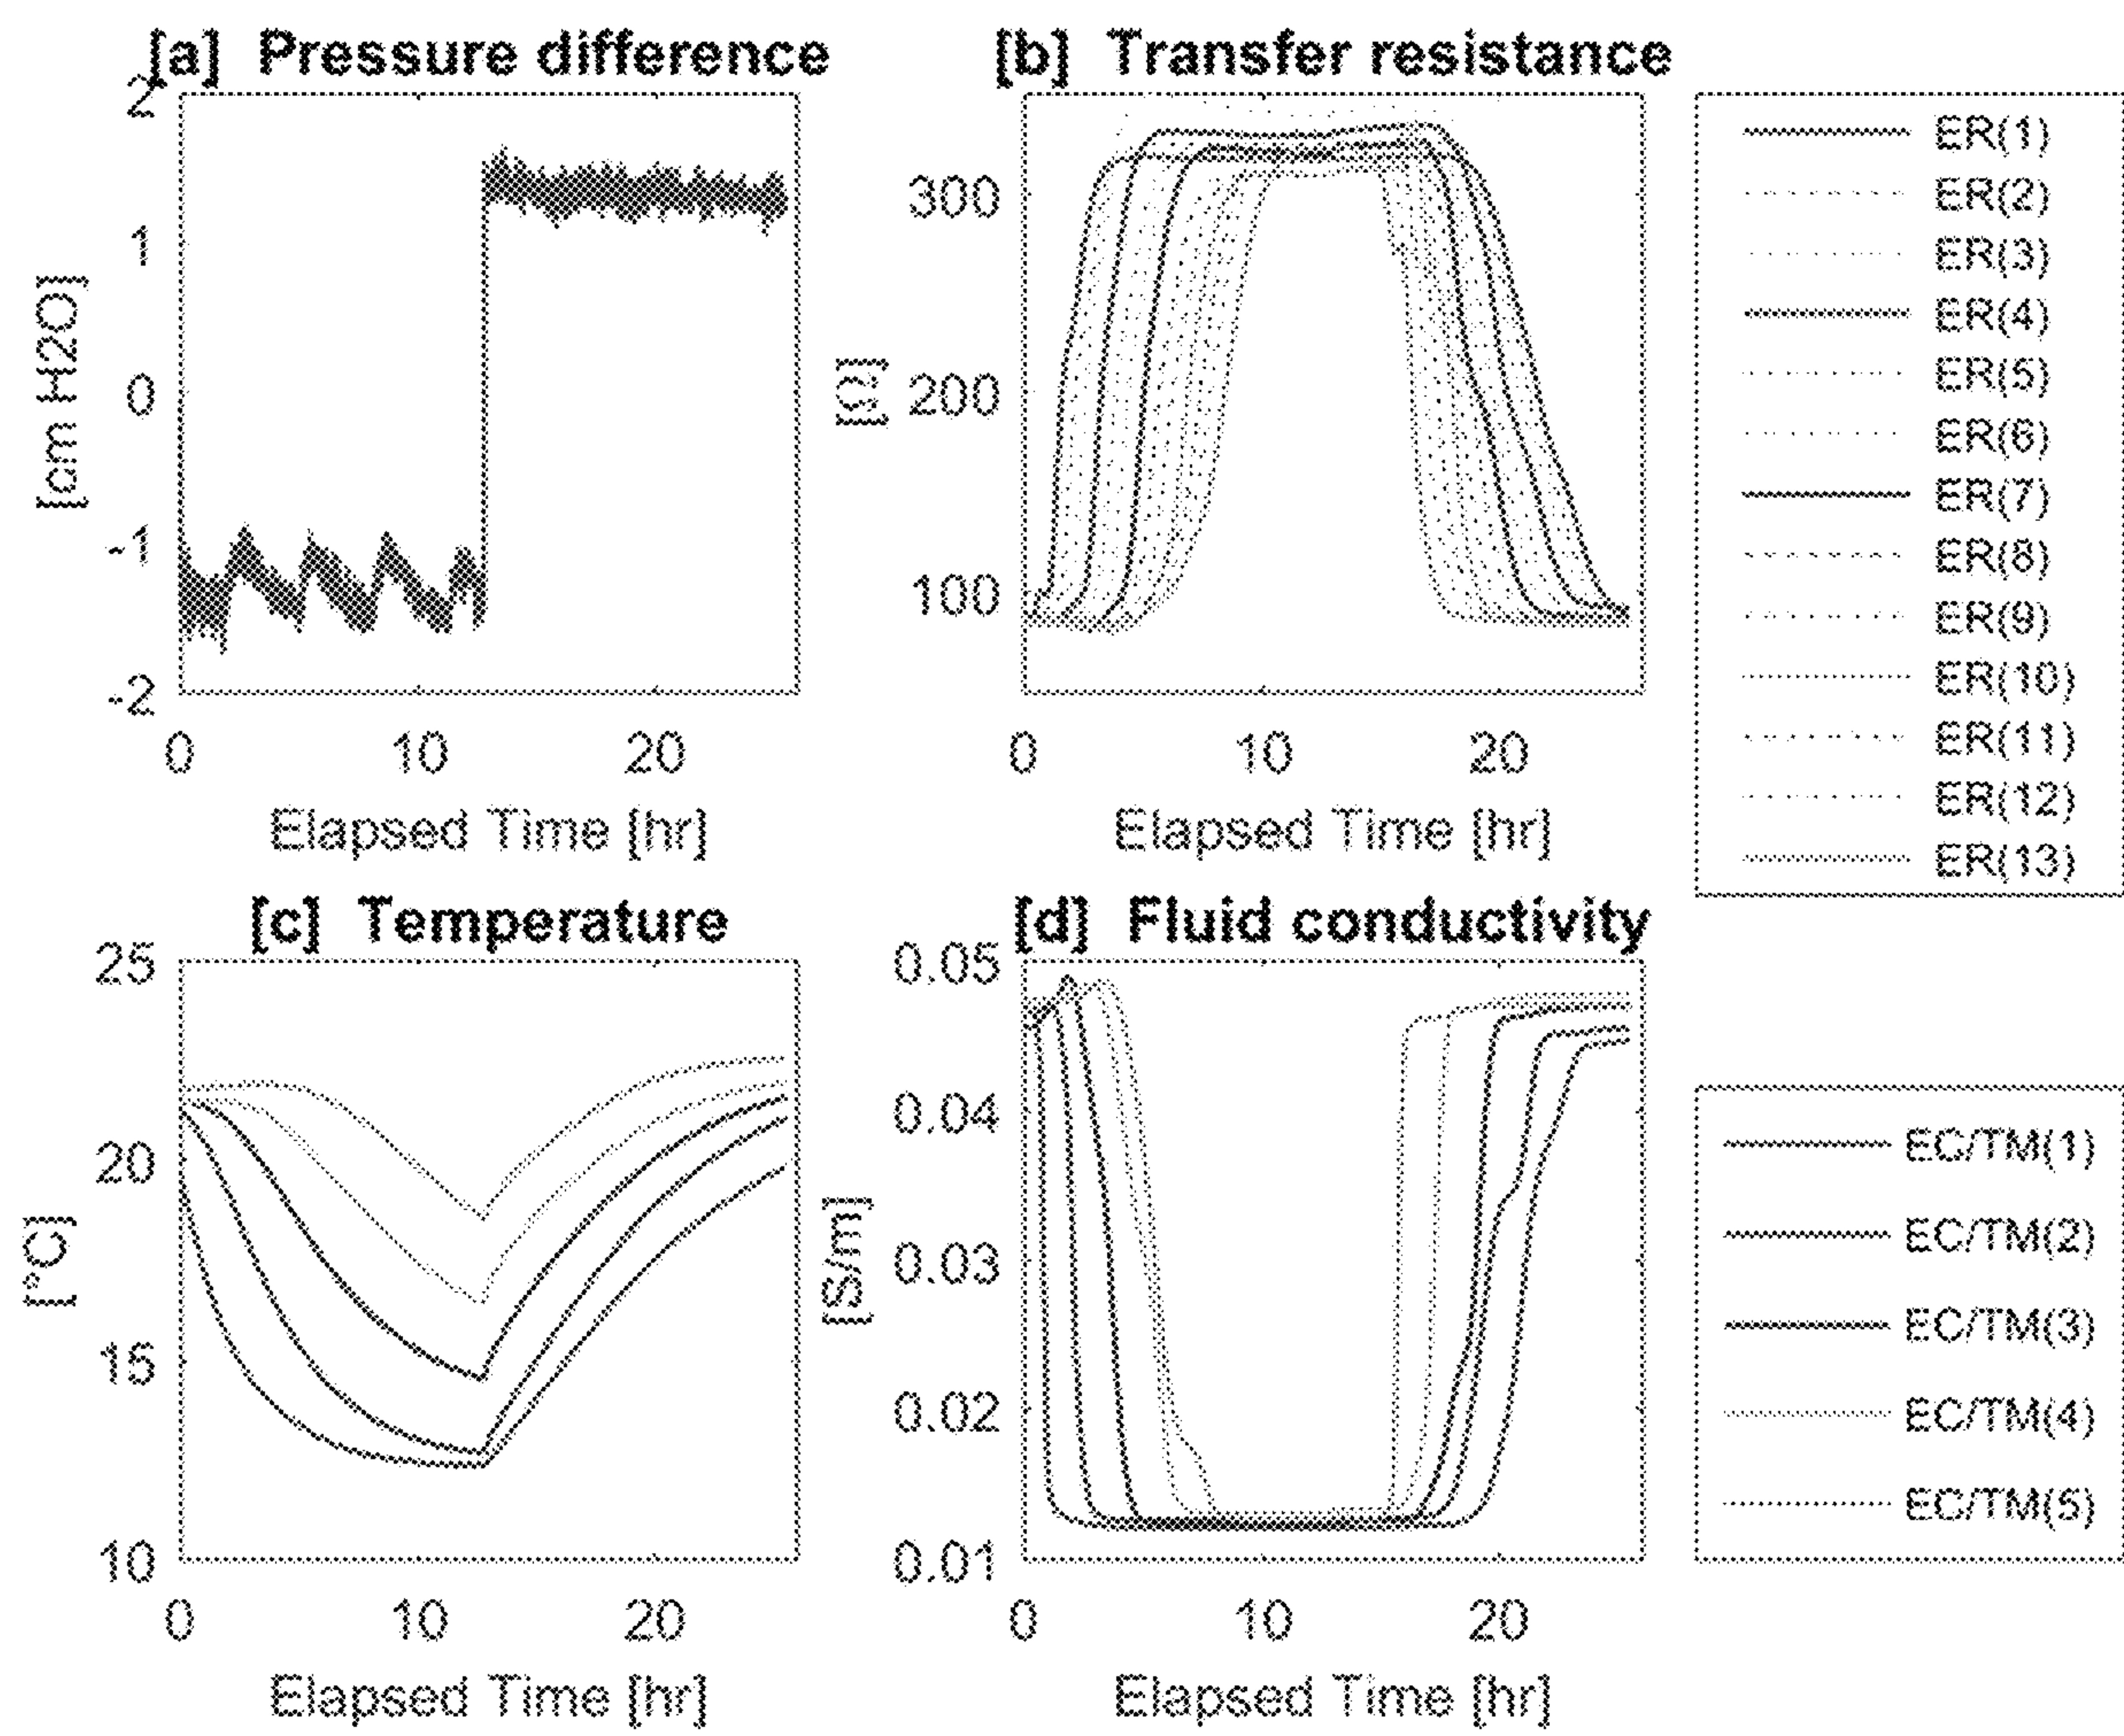 [a] Pressure difference
2
1
0
-1
-2
[cm H2O]
0 10 20
Elapsed Time [hr]
[b] Transfer resistance
300
200
100
[Ω]
0 10 20
Elapsed Time [hr]
ER(1)
ER(2)
ER(3)
ER(4)
ER(5)
ER(6)
ER(7)
ER(8)
ER(9)
ER(10)
ER(11)
ER(12)
ER(13)
[c] Temperature
25
20
15
10
[°C]
0 10 20
Elapsed Time [hr]
[d] Fluid conductivity
0.05
0.04
0.03
0.02
0.01
[S/m]
0 10 20
Elapsed Time [hr]
EC/TM(1)
EC/TM(2)
EC/TM(3)
EC/TM(4)
EC/TM(5)